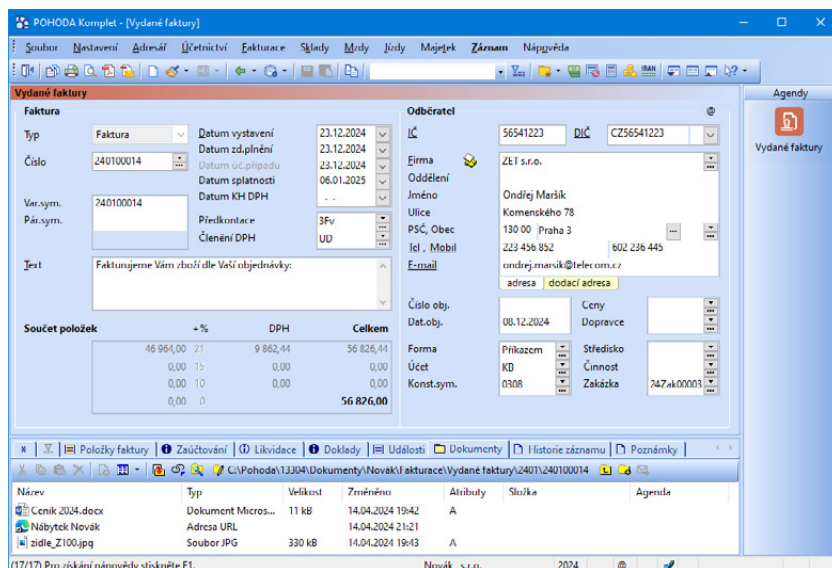 POHODA Komplet - [Vydané faktury]
Soubor Nastavení Adresář Účetnictví Fakturace Sklady Mzdy Jízdy Majetek Záznam Nápověda
Vydané faktury
Agendy
Vydané faktury
Faktura
Typ Faktura
Číslo 240100014
Var.sym. 240100014
Pár.sym.
Datum vystavení 23.12.2024
Datum zd.plnění 23.12.2024
Datum úč.případu 23.12.2024
Datum splatnosti 06.01.2025
Datum KH DPH . .
Předkontace 3Fv
Členění DPH UD
Text Fakturujeme Vám zboží dle Vaší objednávky:
Součet položek +% DPH Celkem
46 964,00 21 9 862,44 56 826,44
0,00 15 0,00 0,00
0,00 10 0,00 0,00
0,00 0 56 826,00
Odběratel @
IČ 56541223 DIČ CZ56541223
Firma ZET s.r.o.
Oddělení
Jméno Ondřej Maršík
Ulice Komenského 78
PSČ, Obec 130 00 Praha 3
Tel , Mobil 223 456 852 602 236 445
E-mail ondrej.marsik@telecom.cz
adresa dodací adresa
Číslo obj. Ceny
Dat.obj. 08.12.2024 Dopravce
Forma Příkazem Středisko
Účet KB Činnost
Konst.sym. 0308 Zakázka 24Zak00003
Položky faktury Zaúčtování Likvidace Doklady Události Dokumenty Historie záznamu Poznámky
C:\Pohoda\13304\Dokumenty\Novák\Fakturace\Vydané faktury\2401\240100014
Název Typ Velikost Změněno Atributy Složka Agenda
Ceník 2024.docx Dokument Micros... 11 kB 14.04.2024 19:42 A
Nábytek Novák Adresa URL 14.04.2024 21:21
zidle_Z100.jpg Soubor JPG 330 kB 14.04.2024 19:43 A
(17/17) Pro získání nápovědy stiskněte F1. Novák s.r.o. 2024 @